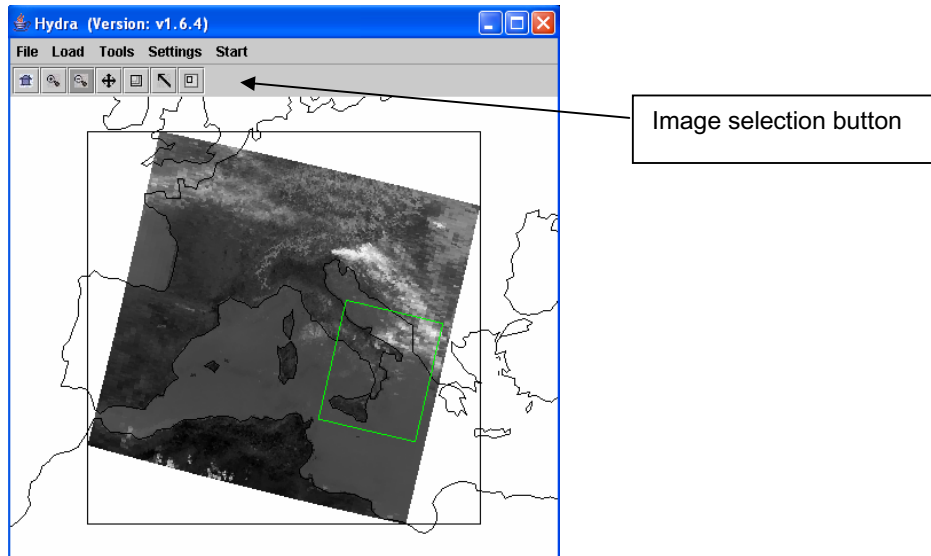 Hydra (Version: v1.6.4)
File Load Tools Settings Start
Image selection button